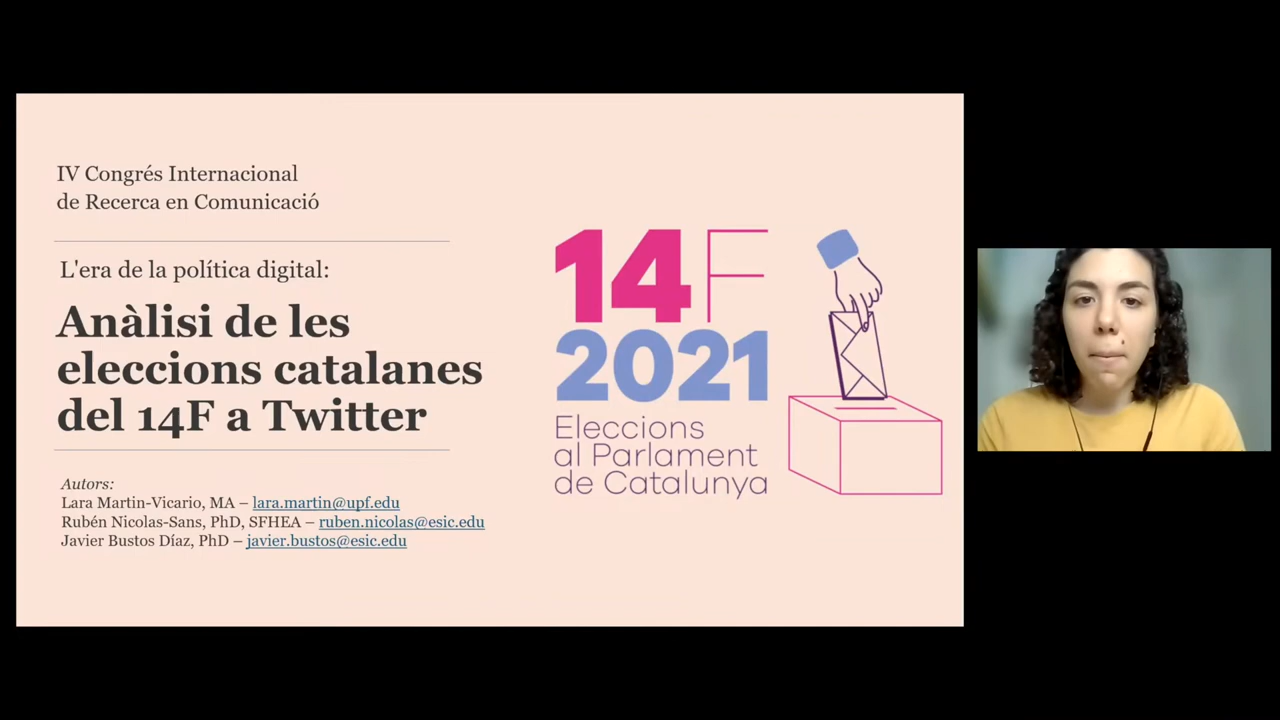 IV Congrés Internacional
de Recerca en Comunicació
L'era de la política digital:
Anàlisi de les
eleccions catalanes
del 14F a Twitter
Autors:
Lara Martin-Vicario, MA – lara.martin@upf.edu
Rubén Nicolas-Sans, PhD, SFHEA – ruben.nicolas@esic.edu
Javier Bustos Díaz, PhD – javier.bustos@esic.edu
14F
2021
Eleccions
al Parlament
de Catalunya